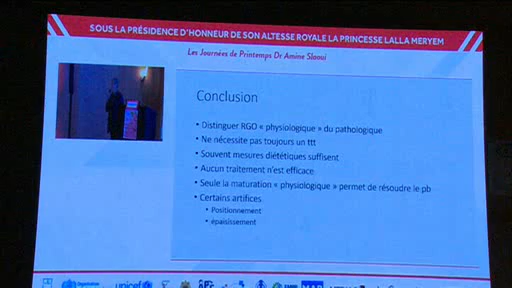 SOUS LA PRÉSIDENCE D'HONNEUR DE SON ALTESSE ROYALE LA PRINCESSE LALLA MERYEM
Les Journées de Printemps Dr Amine Slaoui
Conclusion
• Distinguer RGO « physiologique » du pathologique
• Ne nécessite pas toujours un ttt
• Souvent mesures diététiques suffisent
• Aucun traitement n'est efficace
• Seule la maturation « physiologique » permet de résoudre le pb
• Certains artifices
• Positionnement
• épaississement
unicef